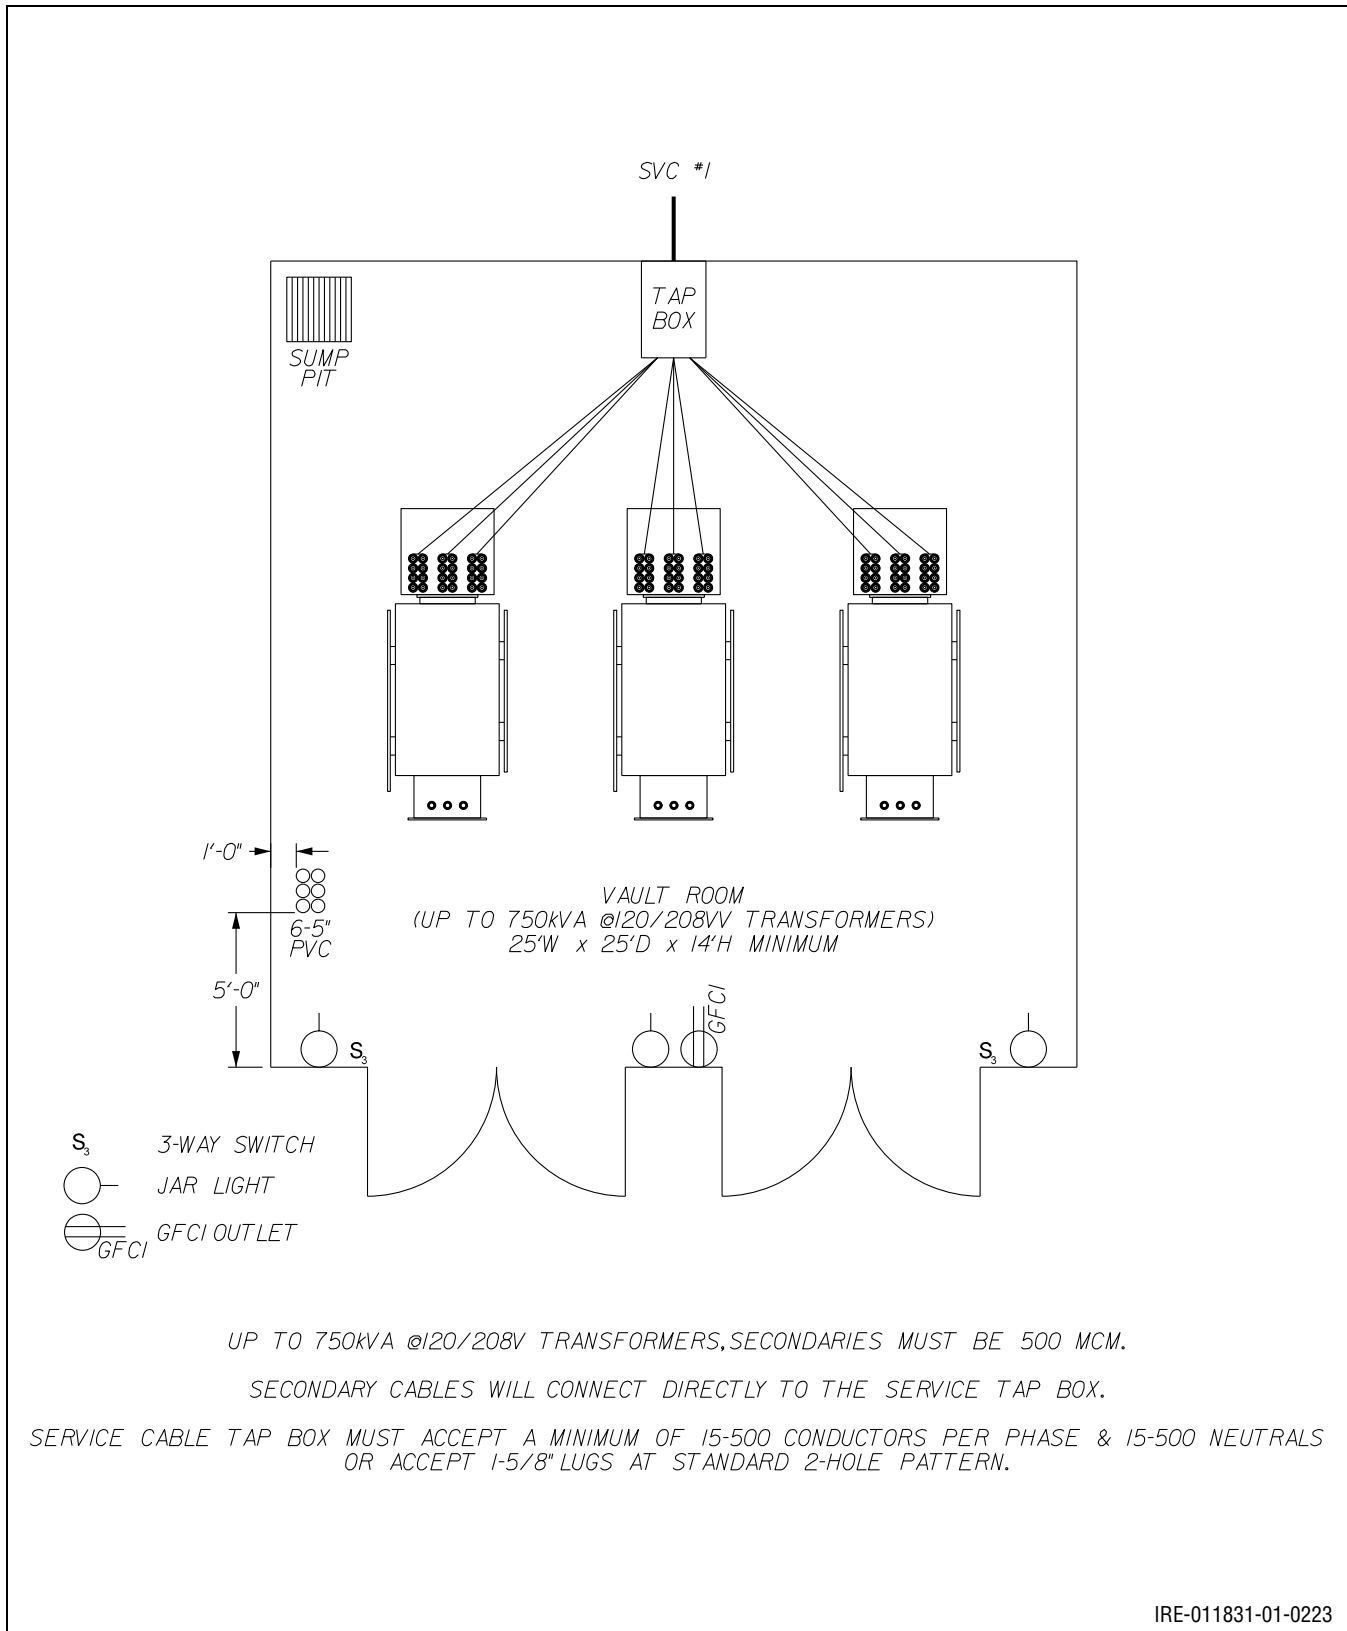 SVC #1
TAP
BOX
SUMP
PIT
1'-0"
6-5"
PVC
5'-0"
VAULT ROOM
(UP TO 750kVA @120/208VV TRANSFORMERS)
25'W x 25'D x 14'H MINIMUM
GFCI
S3
S3
S3 3-WAY SWITCH
JAR LIGHT
GFCI GFCI OUTLET
UP TO 750kVA @120/208V TRANSFORMERS, SECONDARIES MUST BE 500 MCM.
SECONDARY CABLES WILL CONNECT DIRECTLY TO THE SERVICE TAP BOX.
SERVICE CABLE TAP BOX MUST ACCEPT A MINIMUM OF 15-500 CONDUCTORS PER PHASE & 15-500 NEUTRALS
OR ACCEPT 1-5/8" LUGS AT STANDARD 2-HOLE PATTERN.
IRE-011831-01-0223